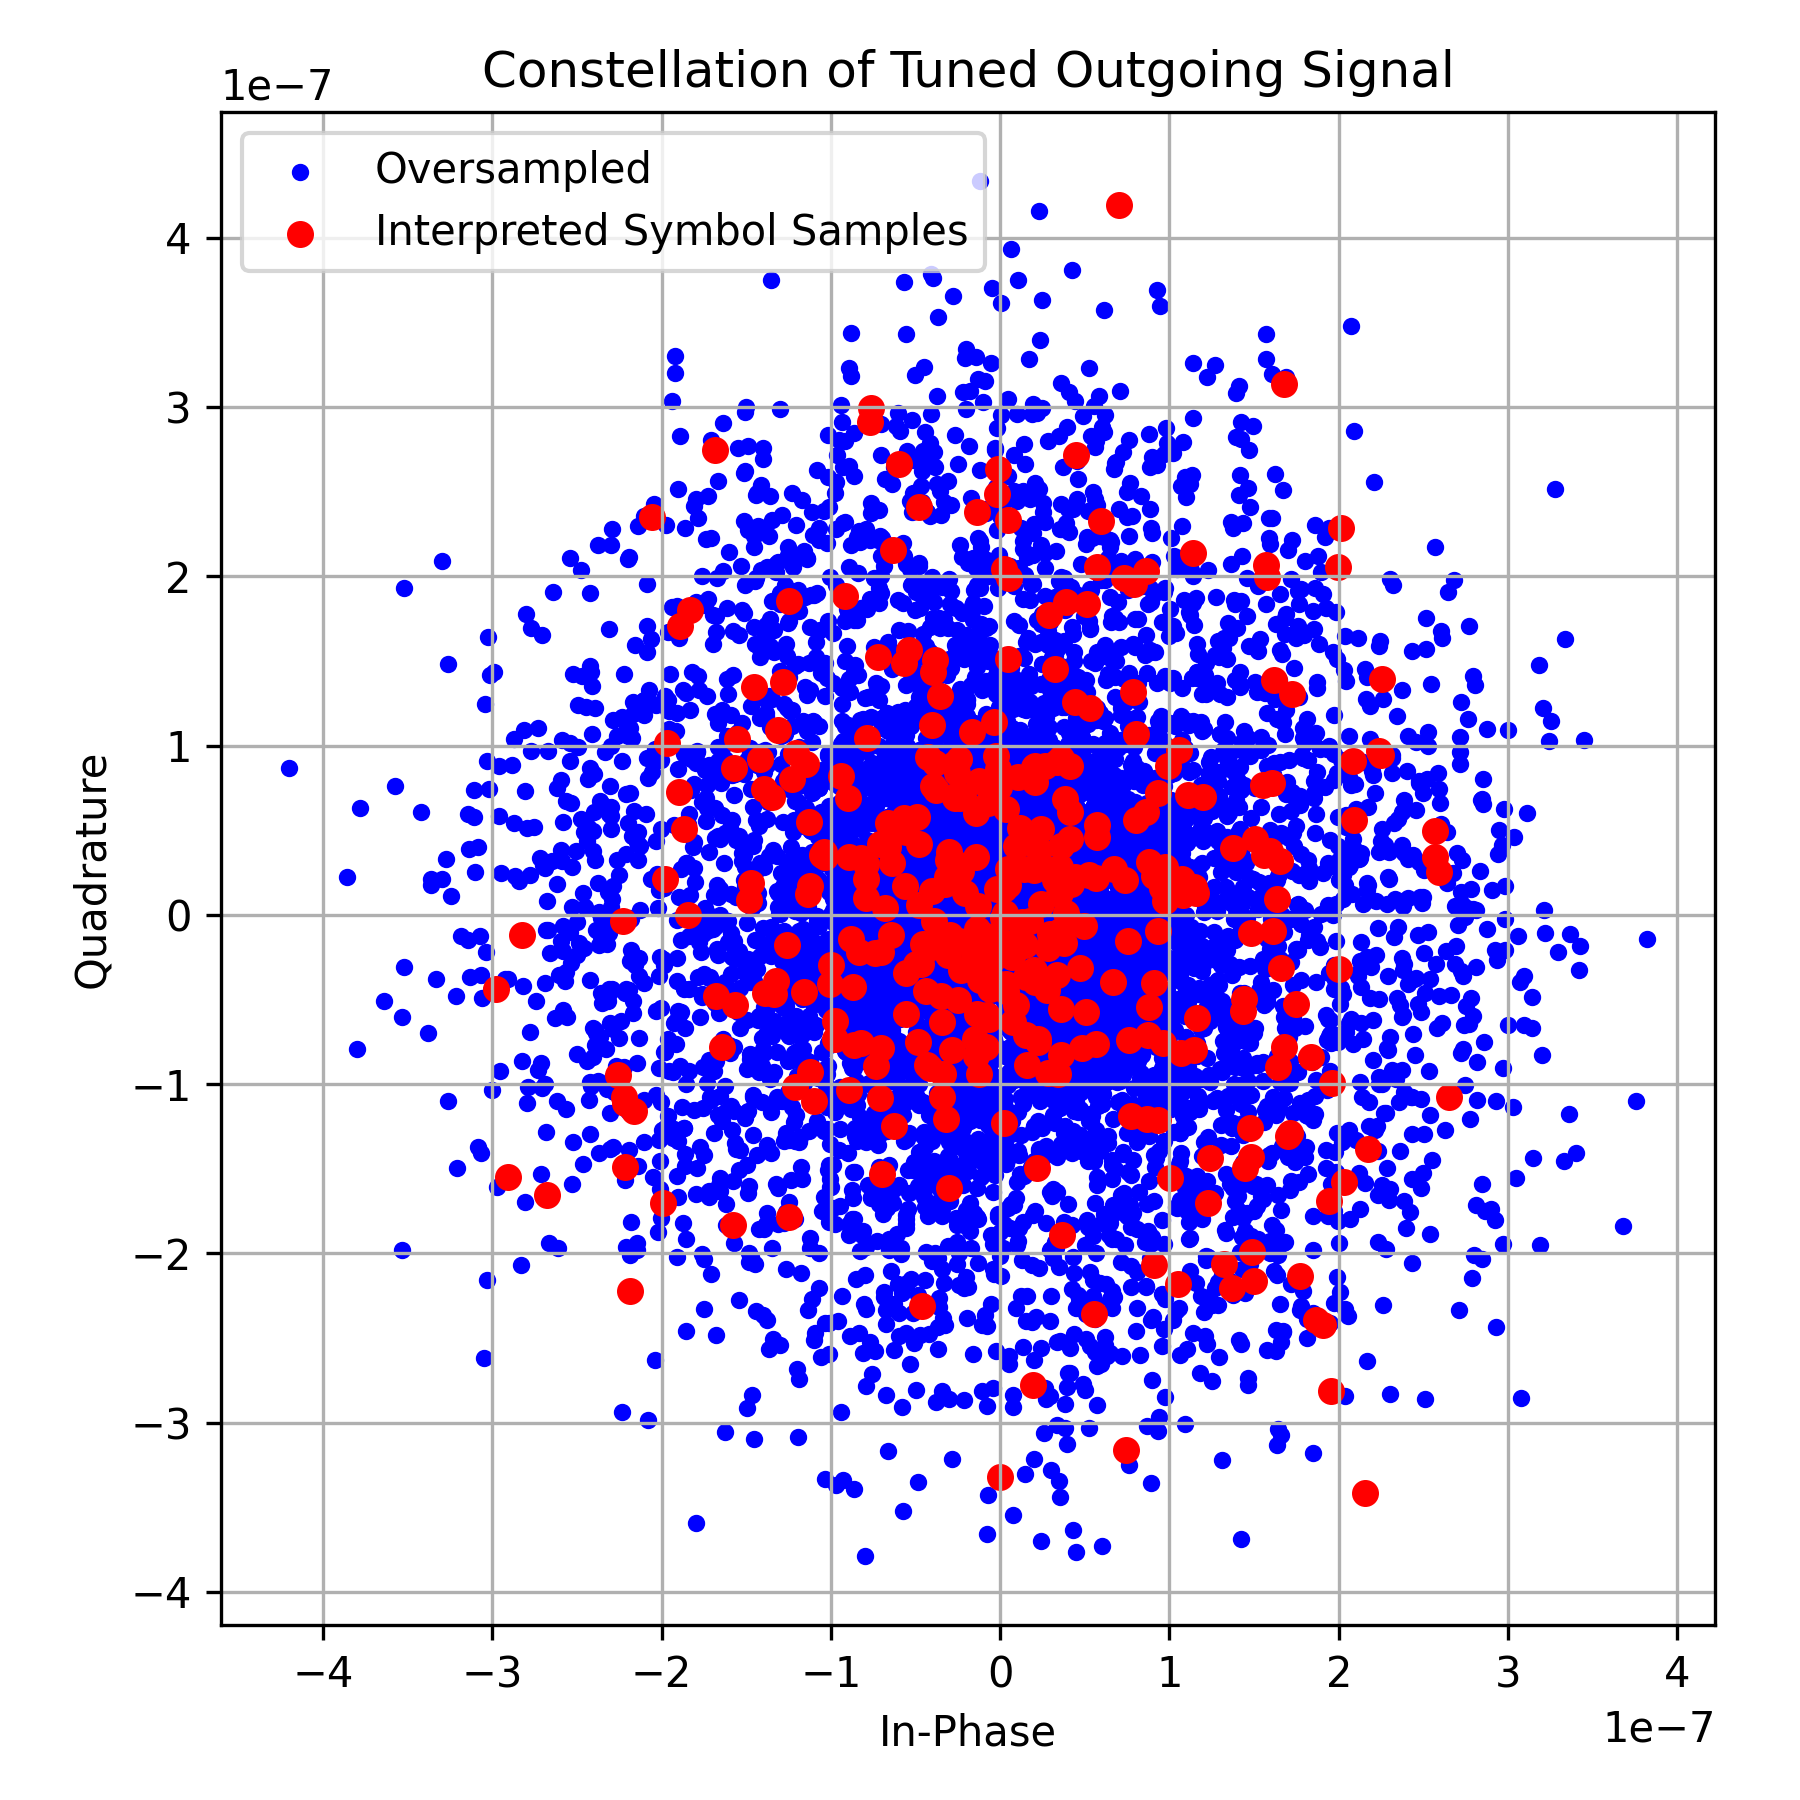 Constellation of Tuned Outgoing Signal
1e−7
Oversampled
Interpreted Symbol Samples
4
3
2
1
0
−1
−2
−3
−4
Quadrature
−4 −3 −2 −1 0 1 2 3 4
In-Phase
1e−7